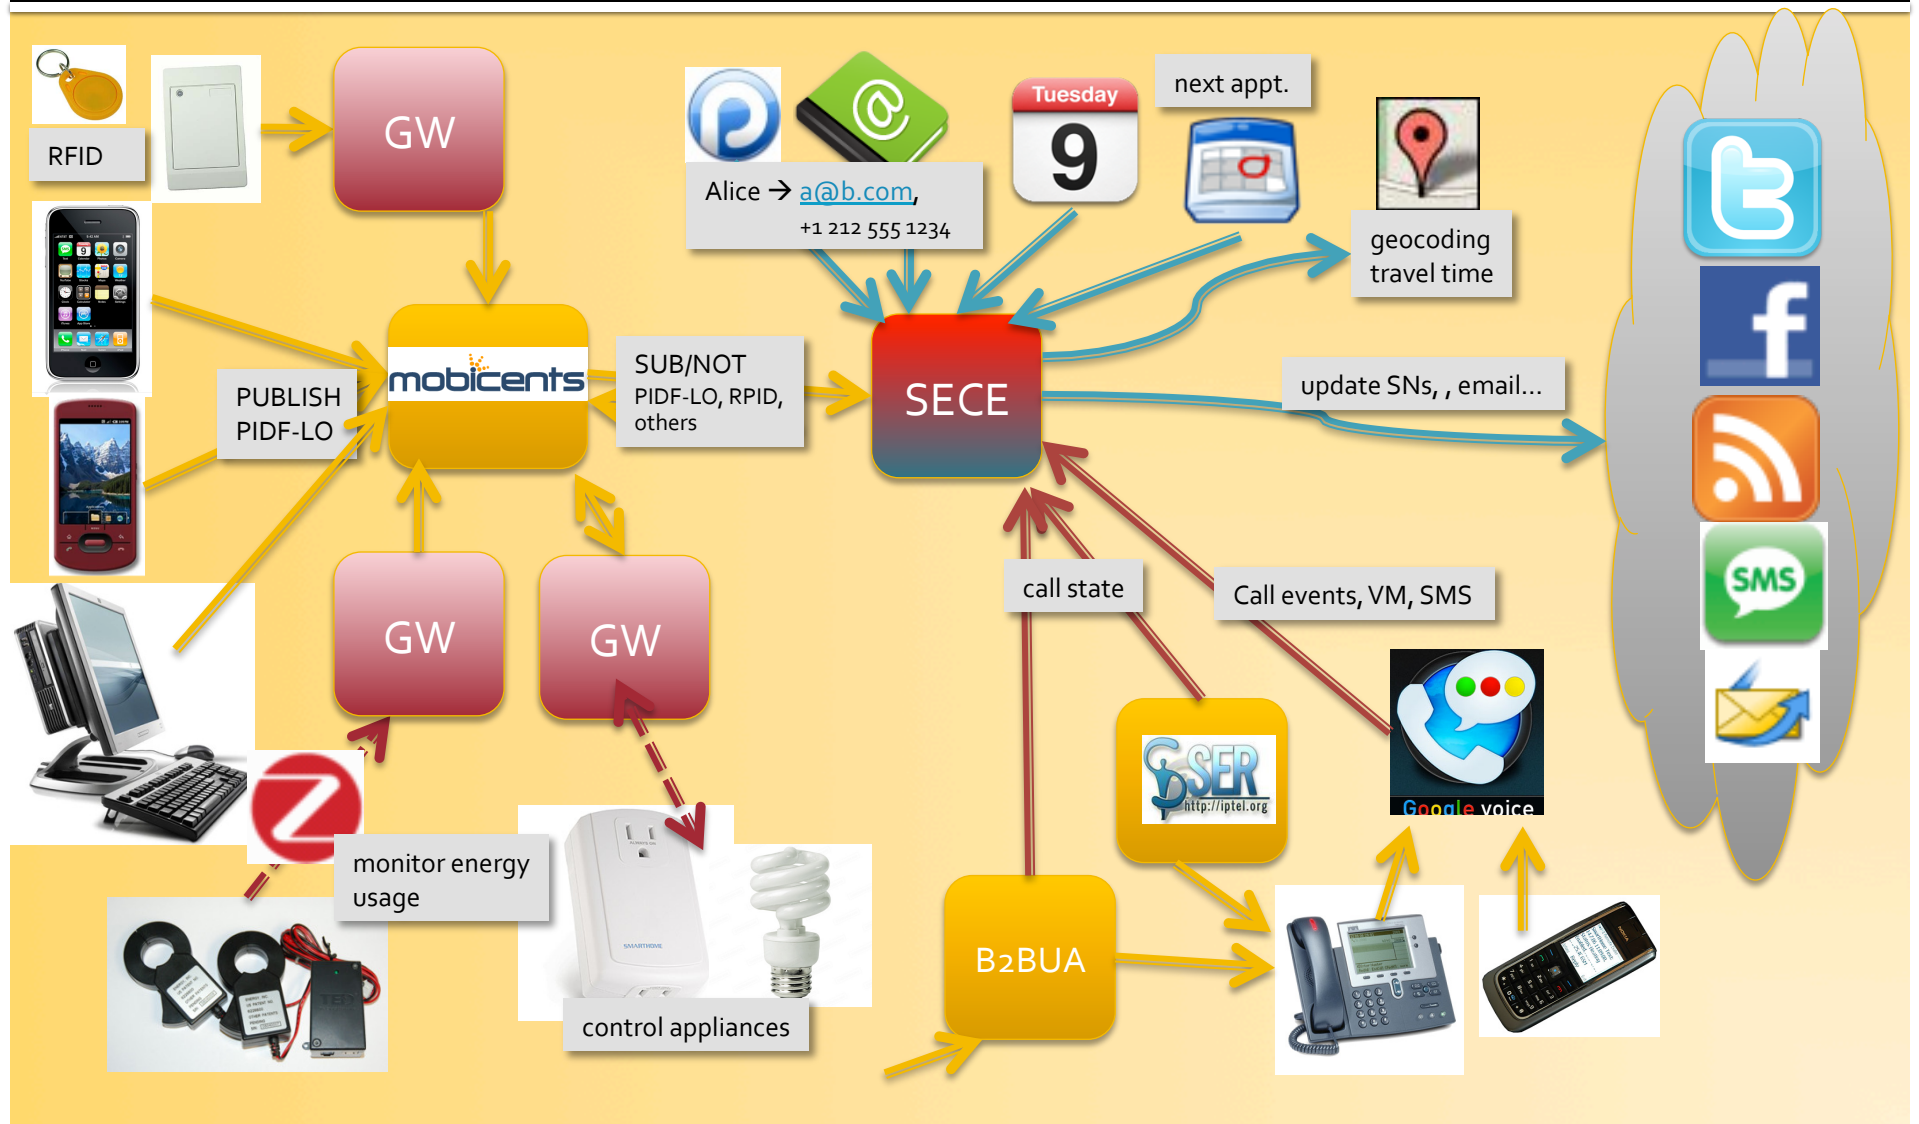 RFID
GW
Alice → a@b.com,
+1 212 555 1234
Tuesday
9
next appt.
geocoding
travel time
PUBLISH
PIDF-LO
mobicents
SUB/NOT
PIDF-LO, RPID,
others
SECE
update SNs, , email...
SMS
GW
GW
call state
Call events, VM, SMS
SER
http://iptel.org
Google voice
monitor energy
usage
SMARTHOME
control appliances
B2BUA